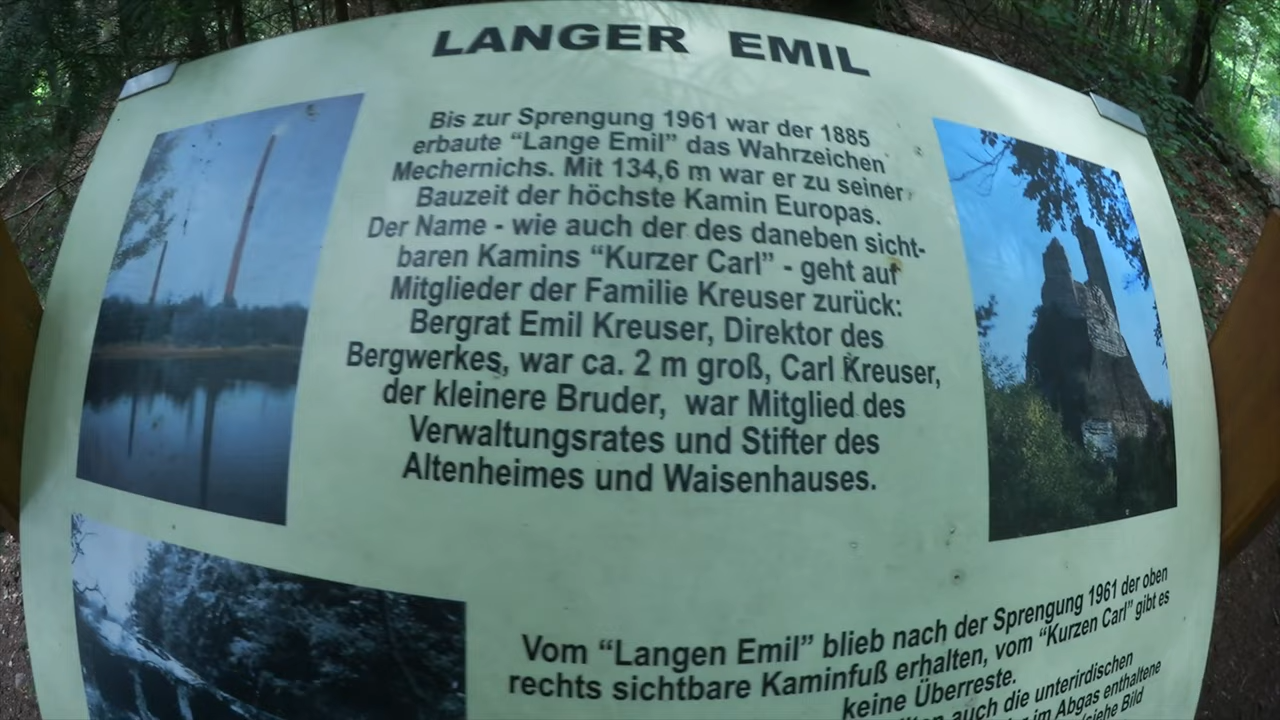 LANGER EMIL
Bis zur Sprengung 1961 war der 1885
erbaute “Lange Emil” das Wahrzeichen
Mechernichs. Mit 134,6 m war er zu seiner
Bauzeit der höchste Kamin Europas.
Der Name - wie auch der des daneben sicht-
baren Kamins “Kurzer Carl” - geht auf
Mitglieder der Familie Kreuser zurück:
Bergrat Emil Kreuser, Direktor des
Bergwerkes, war ca. 2 m groß, Carl Kreuser,
der kleinere Bruder, war Mitglied des
Verwaltungsrates und Stifter des
Altenheimes und Waisenhauses.
Vom “Langen Emil” blieb nach der Sprengung 1961 der oben
rechts sichtbare Kaminfuß erhalten, vom “Kurzen Carl” gibt es
keine Überreste.
auch die unterirdischen
im Abgas enthaltene
Bild